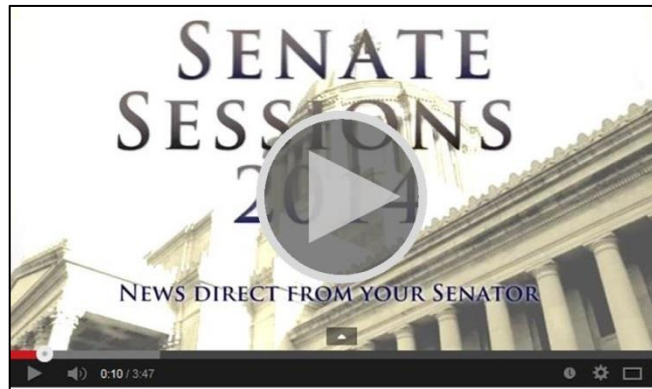 SENATE
SESSIONS
2014
NEWS DIRECT FROM YOUR SENATOR
0:10 / 3:47